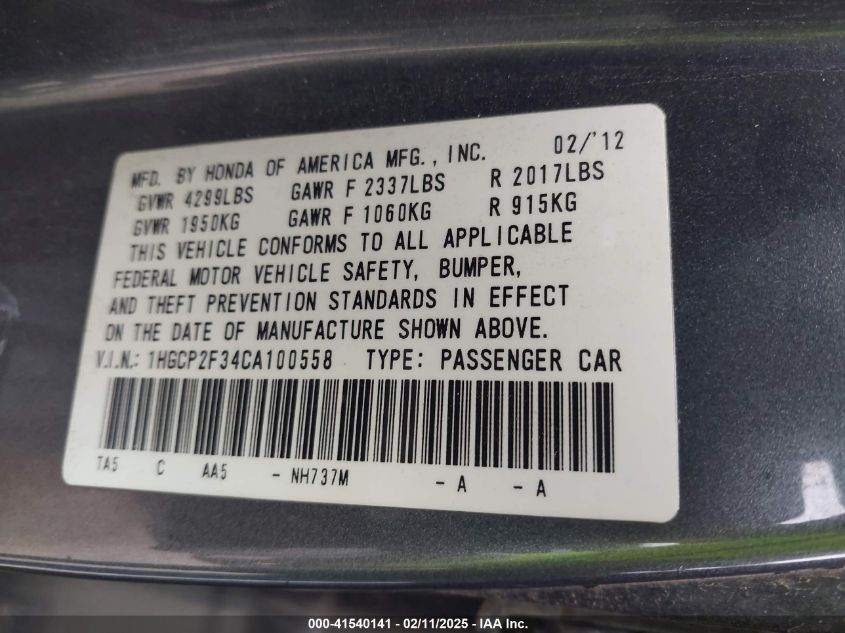 MFD. BY HONDA OF AMERICA MFG., INC. 02/'12
GVWR 4299LBS GAWR F 2337LBS R 2017LBS
GVWR 1950KG GAWR F 1060KG R 915KG
THIS VEHICLE CONFORMS TO ALL APPLICABLE
FEDERAL MOTOR VEHICLE SAFETY, BUMPER,
AND THEFT PREVENTION STANDARDS IN EFFECT
ON THE DATE OF MANUFACTURE SHOWN ABOVE.
V.I.N.: 1HGCP2F34CA100558 TYPE: PASSENGER CAR
TA5 C AA5 - NH737M - A - A
000-41540141 - 02/11/2025 - IAA Inc.